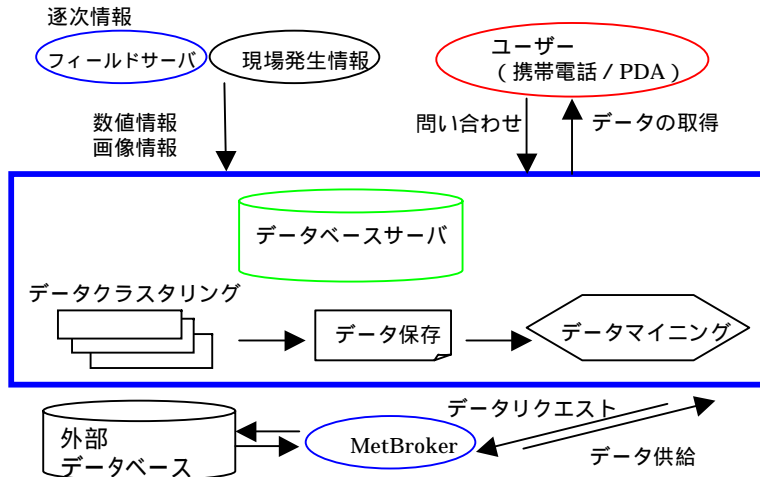 逐次情報
フィールドサーバ
現場発生情報
ユーザー
（携帯電話 / PDA）
数値情報
画像情報
問い合わせ
データの取得
データベースサーバ
データクラスタリング
データ保存
データマイニング
データリクエスト
外部
データベース
MetBroker
データ供給